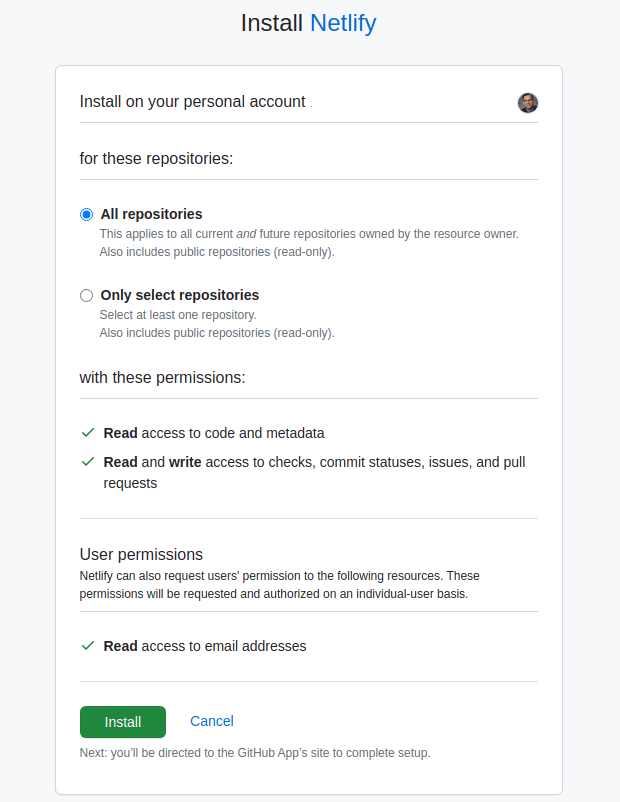 Install Netlify
Install on your personal account
for these repositories:
All repositories
This applies to all current and future repositories owned by the resource owner.
Also includes public repositories (read-only).
Only select repositories
Select at least one repository.
Also includes public repositories (read-only).
with these permissions:
Read access to code and metadata
Read and write access to checks, commit statuses, issues, and pull
requests
User permissions
Netlify can also request users' permission to the following resources. These
permissions will be requested and authorized on an individual-user basis.
Read access to email addresses
Install Cancel
Next: you'll be directed to the GitHub App's site to complete setup.